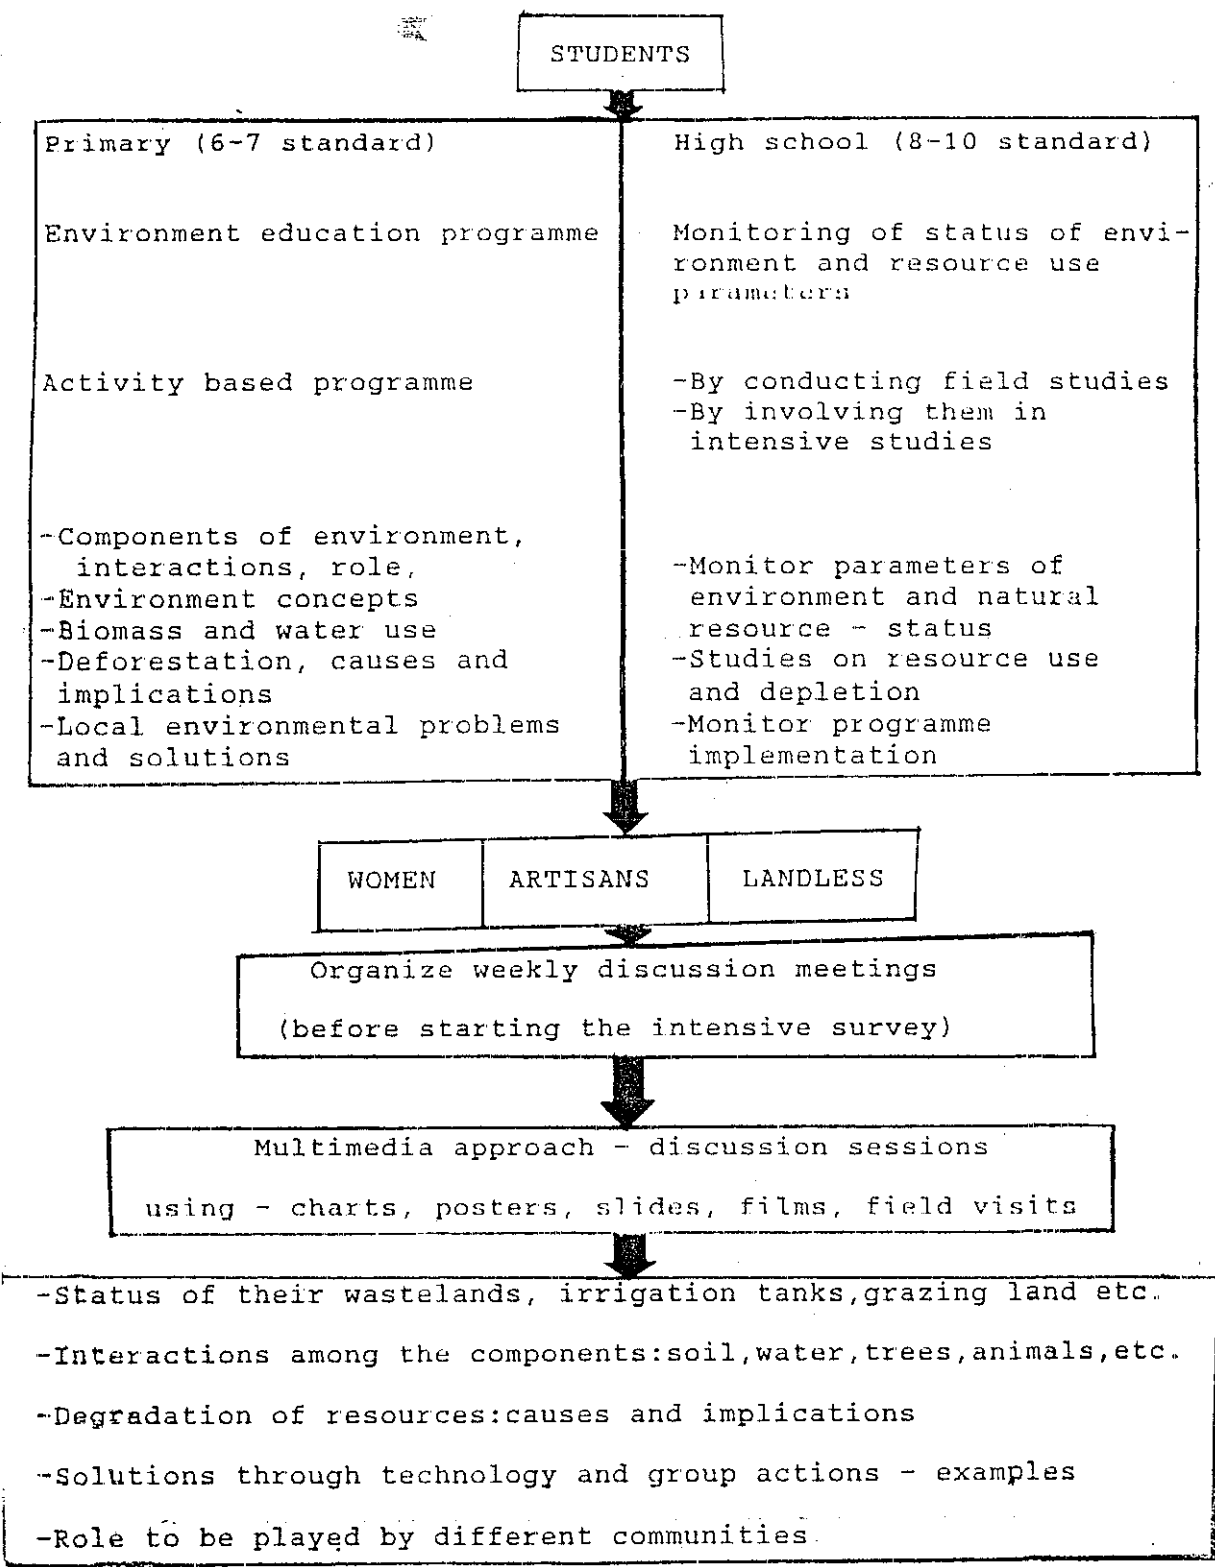 STUDENTS
Primary (6-7 standard)
Environment education programme
Activity based programme
-Components of environment,
interactions, role,
-Environment concepts
-Biomass and water use
-Deforestation, causes and
implications
-Local environmental problems
and solutions
High school (8-10 standard)
Monitoring of status of envi-
ronment and resource use
parameters
-By conducting field studies
-By involving them in
intensive studies
-Monitor parameters of
environment and natural
resource - status
-Studies on resource use
and depletion
-Monitor programme
implementation
WOMEN ARTISANS LANDLESS
Organize weekly discussion meetings
(before starting the intensive survey)
Multimedia approach - discussion sessions
using - charts, posters, slides, films, field visits
-Status of their wastelands, irrigation tanks,grazing land etc.
-Interactions among the components:soil,water,trees,animals,etc.
-Degradation of resources:causes and implications
-Solutions through technology and group actions - examples
-Role to be played by different communities